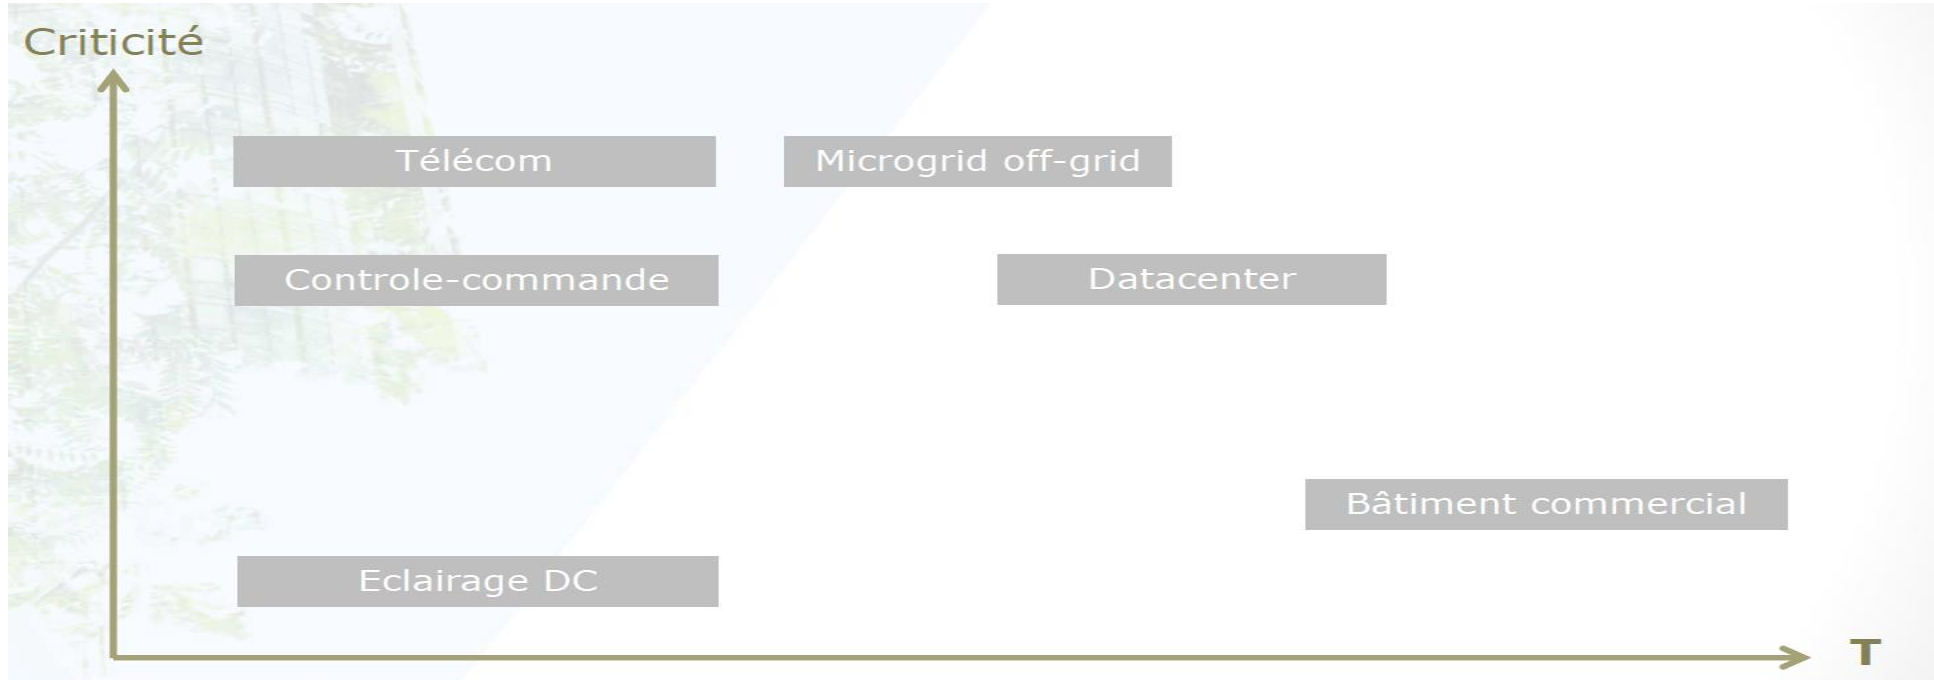 Criticité
Télécom
Microgrid off-grid
Controle-commande
Datacenter
Bâtiment commercial
Eclairage DC
T